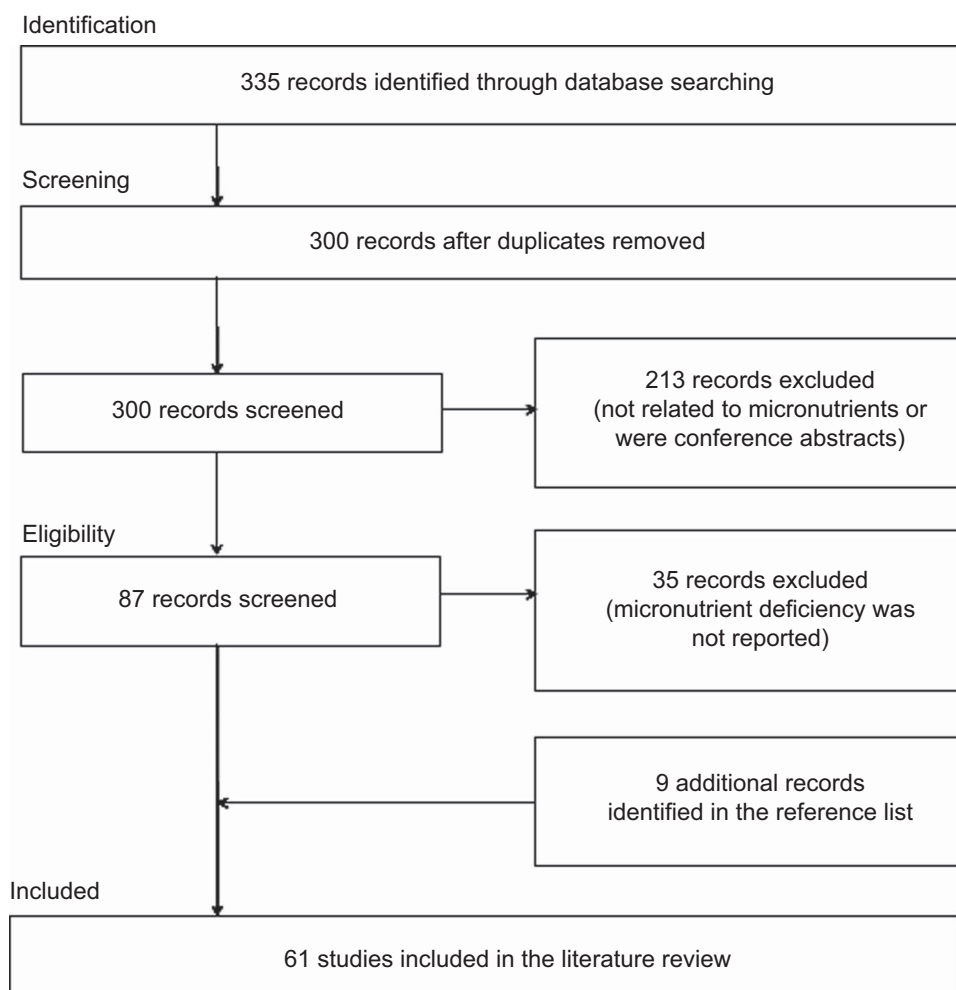 Identification
335 records identified through database searching
Screening
300 records after duplicates removed
300 records screened
213 records excluded
(not related to micronutrients or
were conference abstracts)
Eligibility
87 records screened
35 records excluded
(micronutrient deficiency was
not reported)
9 additional records
identified in the reference list
Included
61 studies included in the literature review